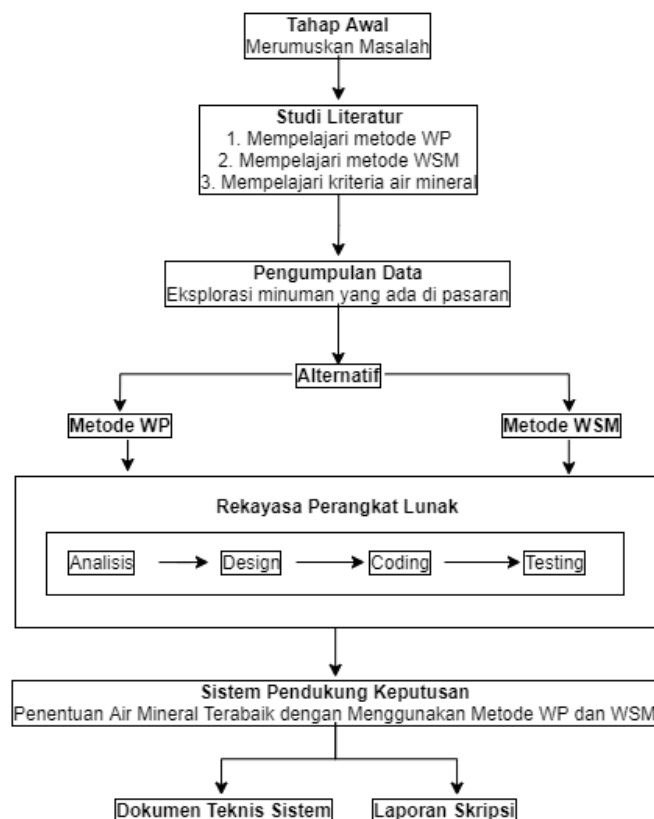 Tahap Awal
Merumuskan Masalah
Studi Literatur
1. Mempelajari metode WP
2. Mempelajari metode WSM
3. Mempelajari kriteria air mineral
Pengumpulan Data
Eksplorasi minuman yang ada di pasaran
Alternatif
Metode WP
Metode WSM
Rekayasa Perangkat Lunak
Analisis
Design
Coding
Testing
Sistem Pendukung Keputusan
Penentuan Air Mineral Terabaik dengan Menggunakan Metode WP dan WSM
Dokumen Teknis Sistem
Laporan Skripsi